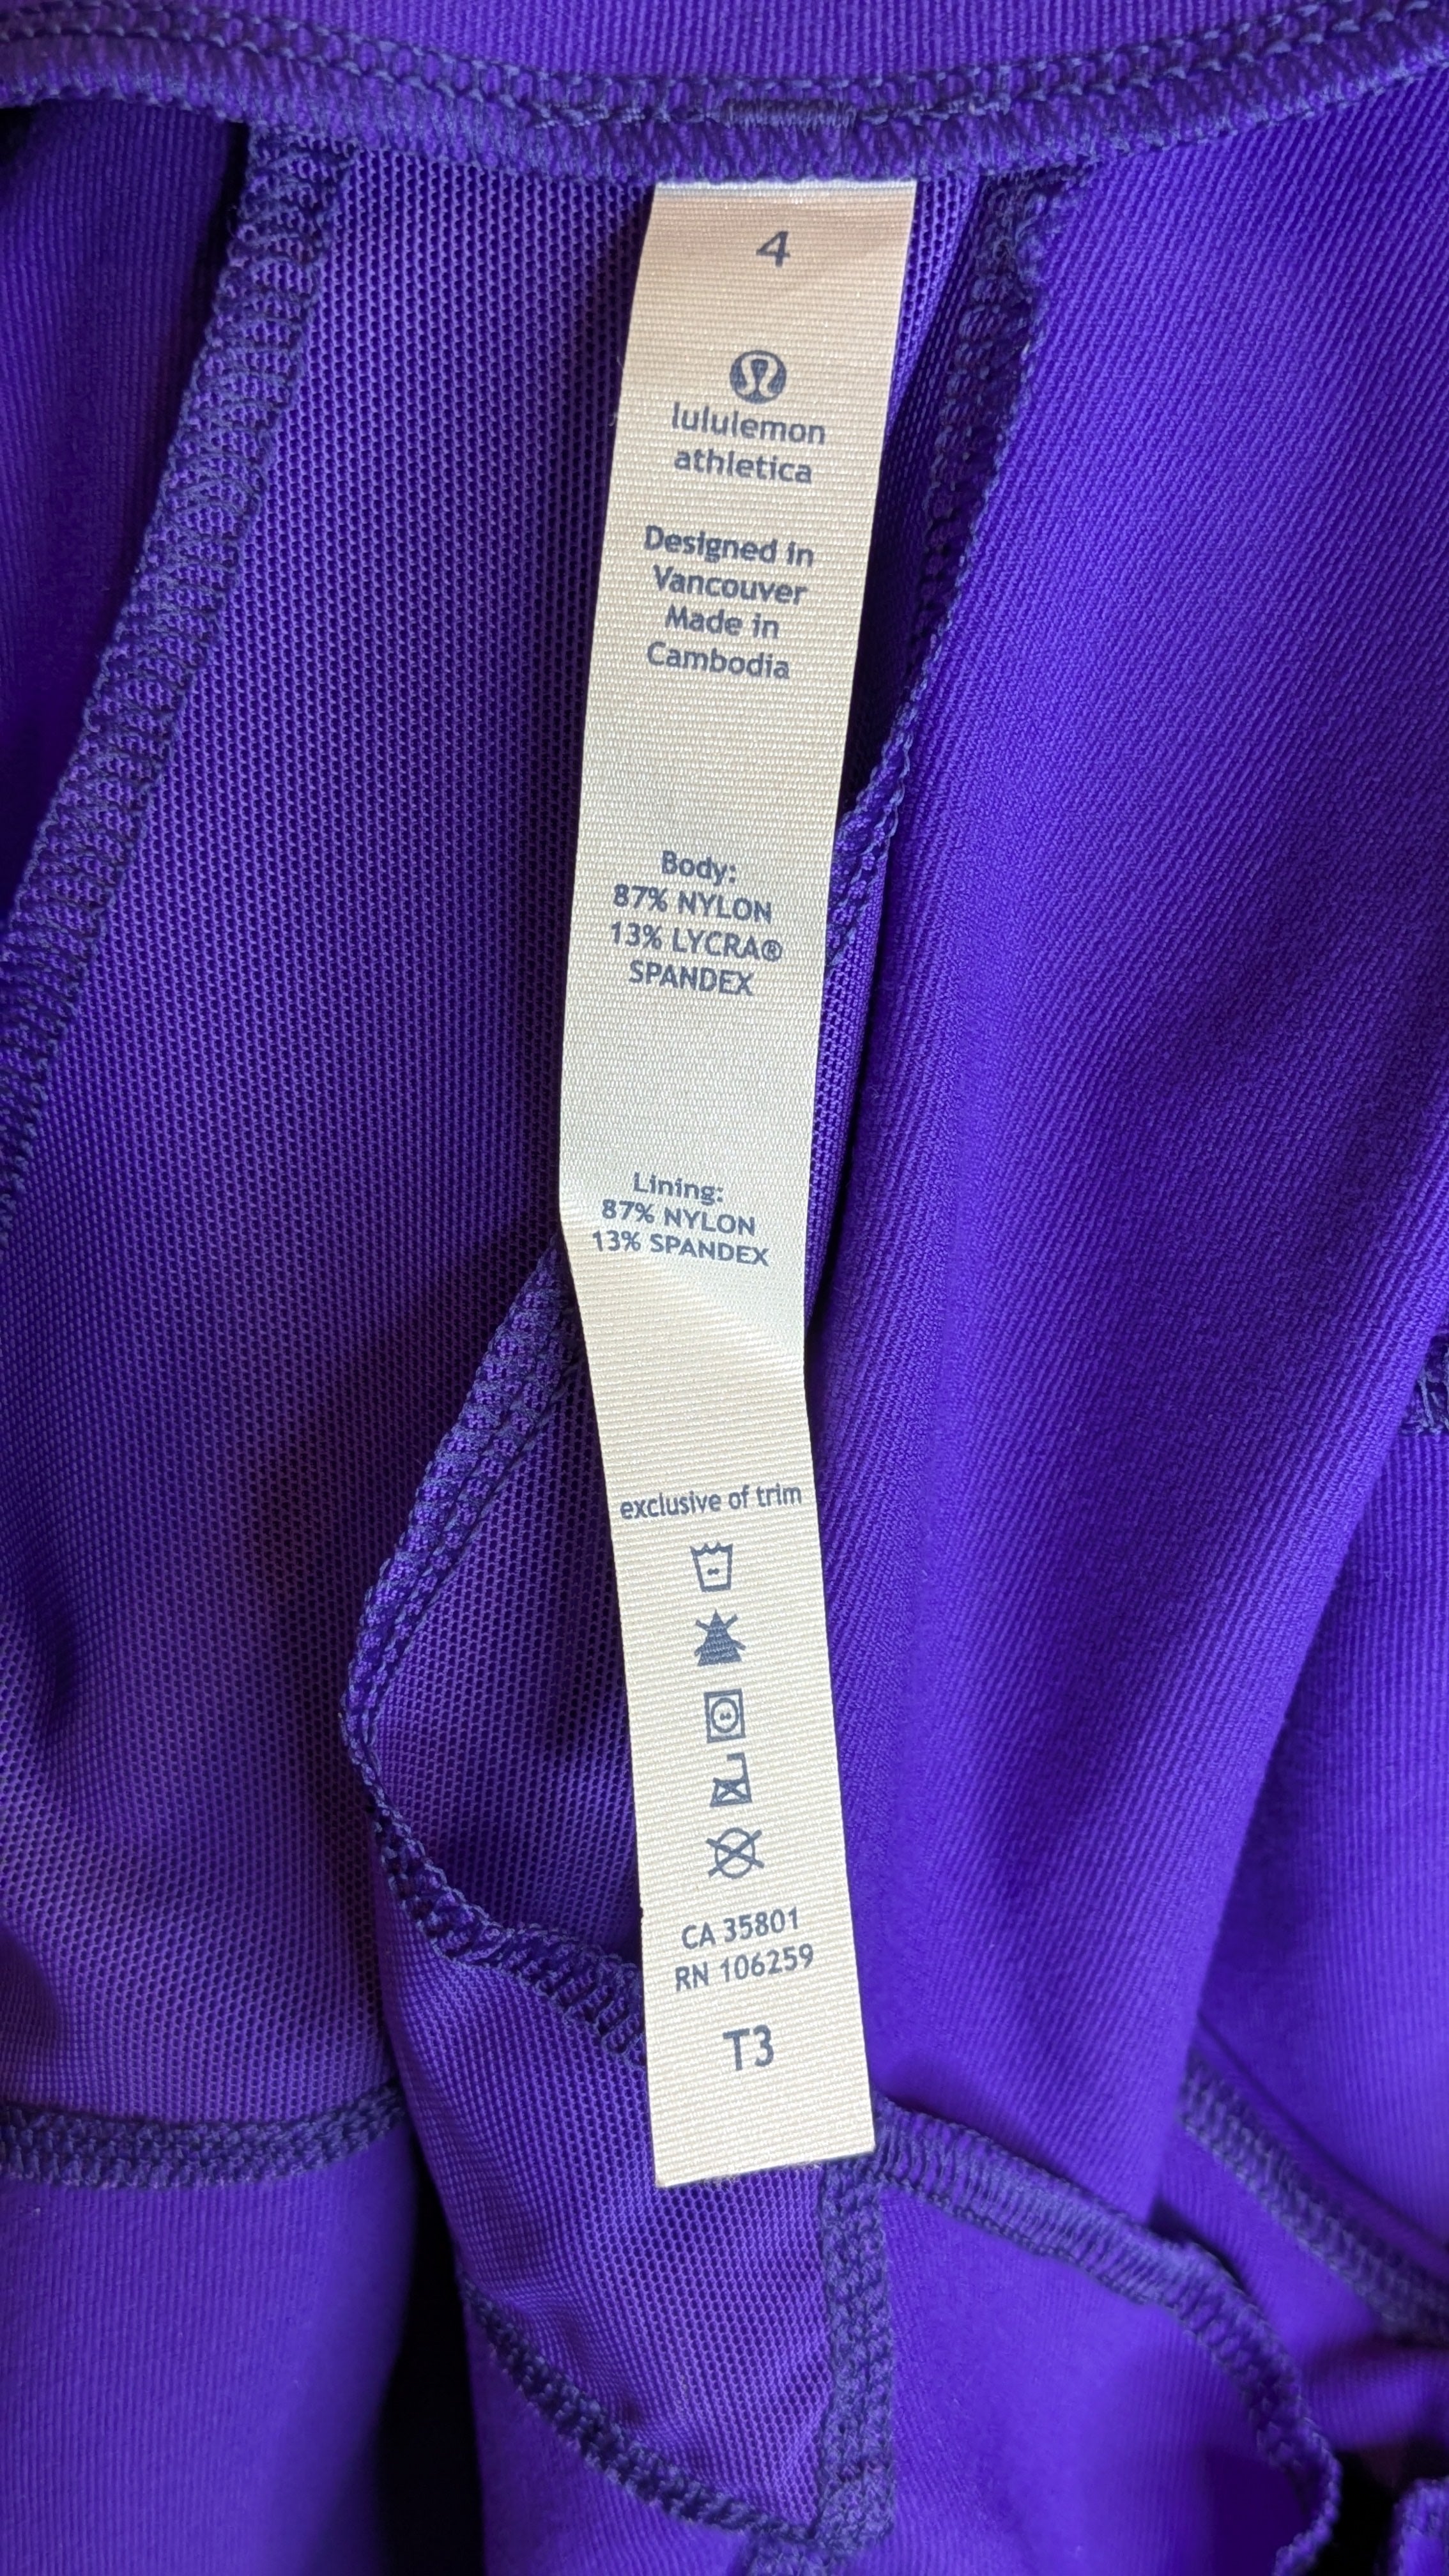 4
lululemon
athletica
Designed in
Vancouver
Made in
Cambodia
Body:
87% NYLON
13% LYCRA®
SPANDEX
Lining:
87% NYLON
13% SPANDEX
exclusive of trim
CA 35801
RN 106259
T3